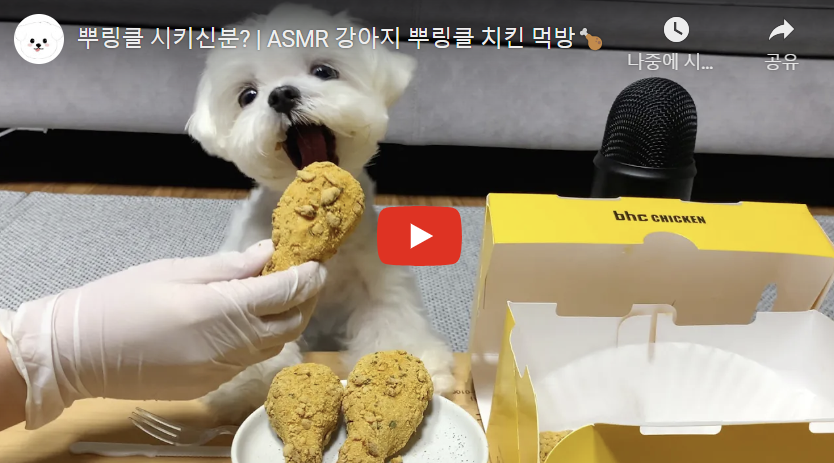 뿌링클 시키신분? | ASMR 강아지 뿌링클 치킨 먹방🍗
나중에 시...
공유
bhc CHICKEN